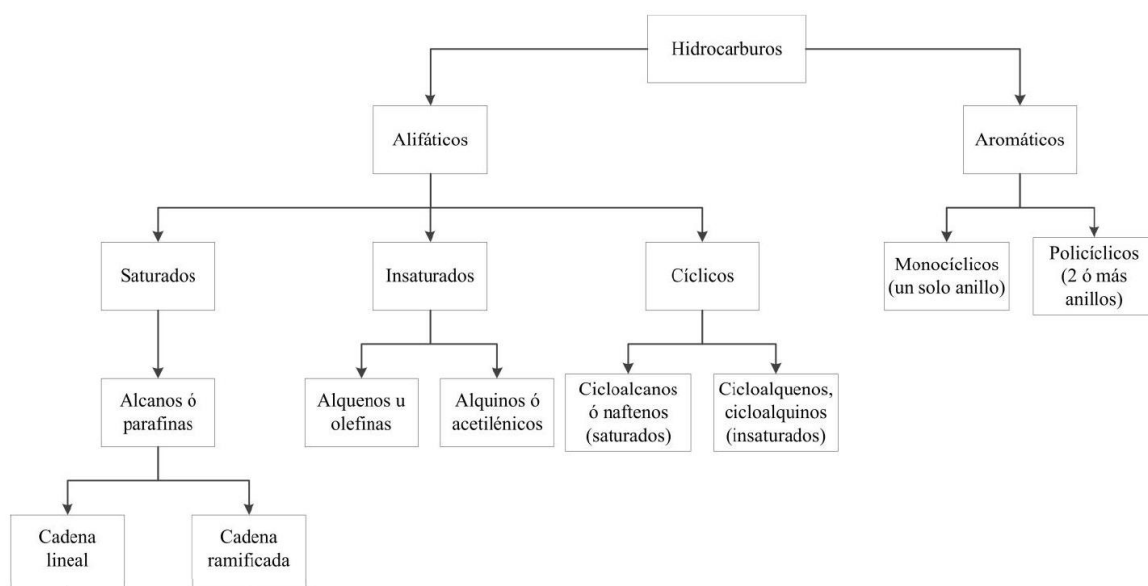 Hidrocarburos
Alifáticos
Aromáticos
Saturados
Insaturados
Cíclicos
Monocíclicos
(un solo anillo)
Policíclicos
(2 ó más
anillos)
Alcanos ó
parafinas
Alquenos u
olefinas
Alquinos ó
acetilénicos
Cicloalcanos
ó naftenos
(saturados)
Cicloalquenos,
cicloalquinos
(insaturados)
Cadena
lineal
Cadena
ramificada